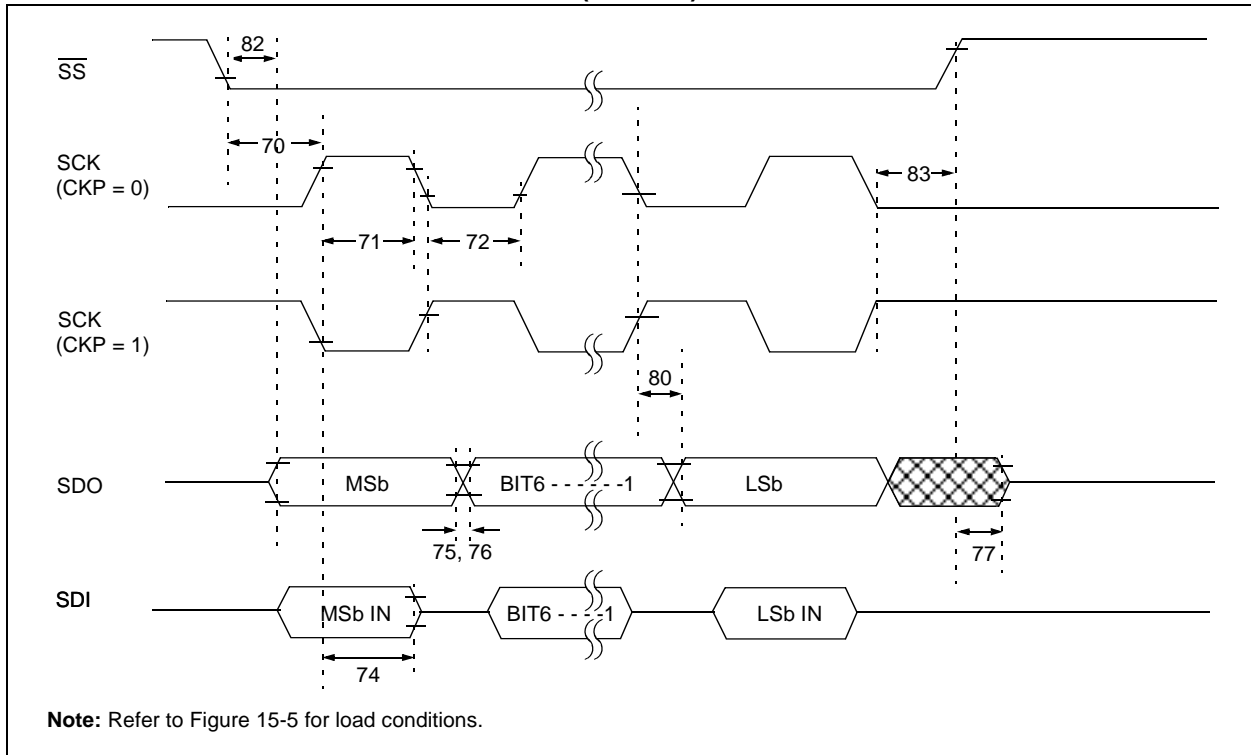 82
SS
70
SCK
(CKP = 0)
83
71
72
SCK
(CKP = 1)
80
SDO
MSb
BIT6 - - - - - -1
LSb
75, 76
77
SDI
MSb IN
BIT6 - - - -1
LSb IN
74
Note: Refer to Figure 15-5 for load conditions.